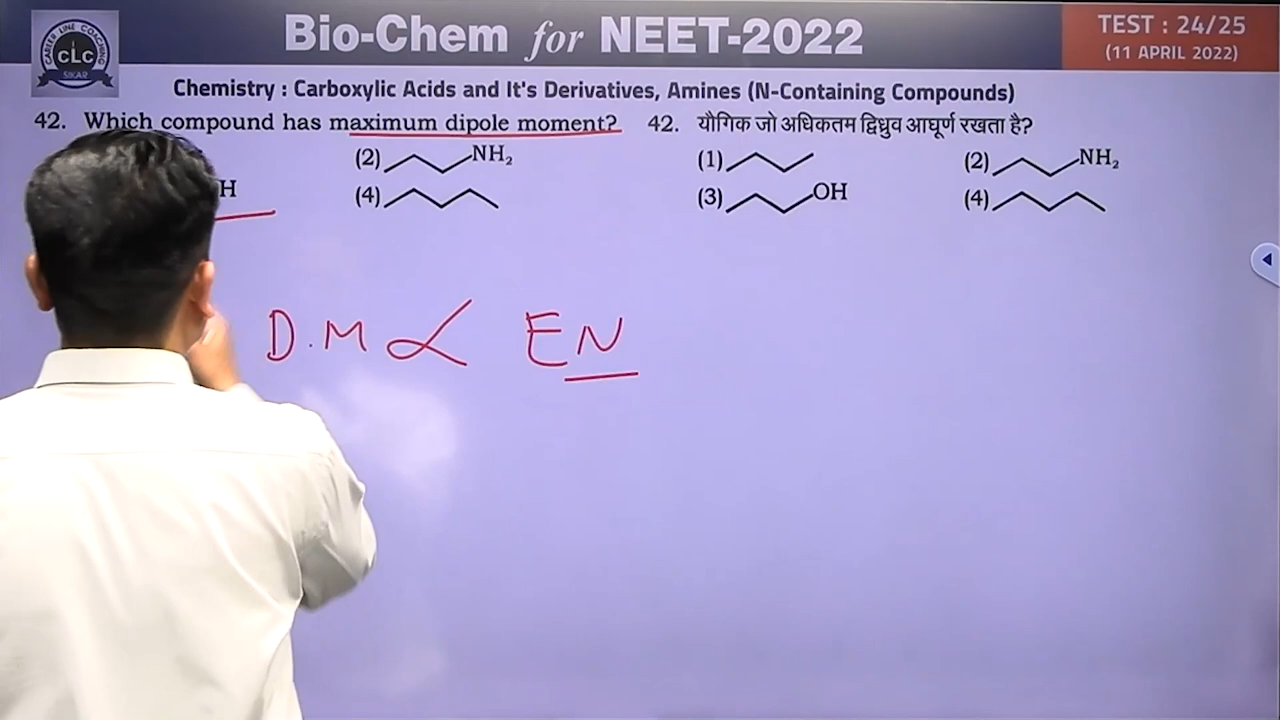 Bio-Chem for NEET-2022
TEST : 24/25
(11 APRIL 2022)
CAREER LINE COACHING
CLC
SIKAR
Chemistry : Carboxylic Acids and It's Derivatives, Amines (N-Containing Compounds)
42. Which compound has maximum dipole moment?
(2) NH₂
H
(4)
42. यौगिक जो अधिकतम द्विध्रुव आघूर्ण रखता है?
(1)
(2) NH₂
(3) OH
(4)
D.M ∝ EN